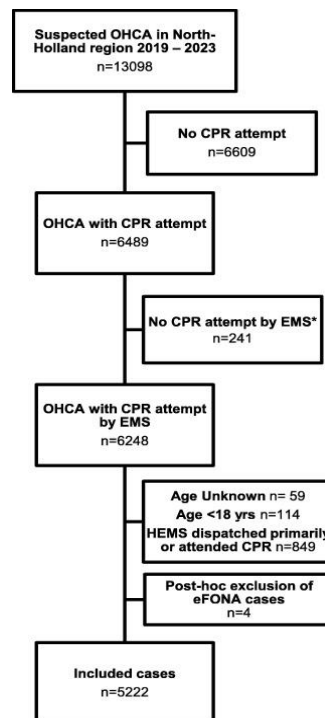 Suspected OHCA in North-
Holland region 2019 – 2023
n=13098
No CPR attempt
n=6609
OHCA with CPR attempt
n=6489
No CPR attempt by EMS*
n=241
OHCA with CPR attempt
by EMS
n=6248
Age Unknown n= 59
Age <18 yrs n=114
HEMS dispatched primarily
or attended CPR n=849
Post-hoc exclusion of
eFONA cases
n=4
Included cases
n=5222